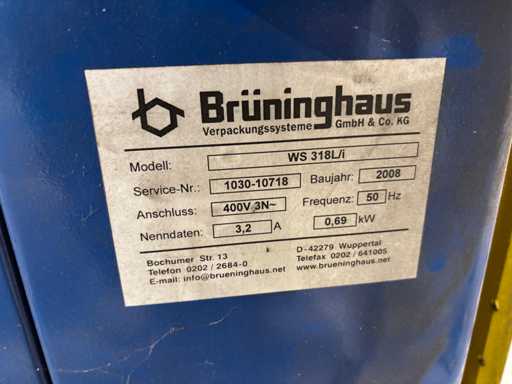 Brüninghaus
Verpackungssysteme GmbH & Co. KG
Modell: WS 318L/i
Service-Nr.: 1030-10718 Baujahr: 2008
Anschluss: 400V 3N~ Frequenz: 50 Hz
Nenndaten: 3,2 A 0,69 kW
Bochumer Str. 13 D-42279 Wuppertal
Telefon 0202 / 2684-0 Telefax 0202 / 641005
E-mail: info@brueninghaus.net www.brueninghaus.net